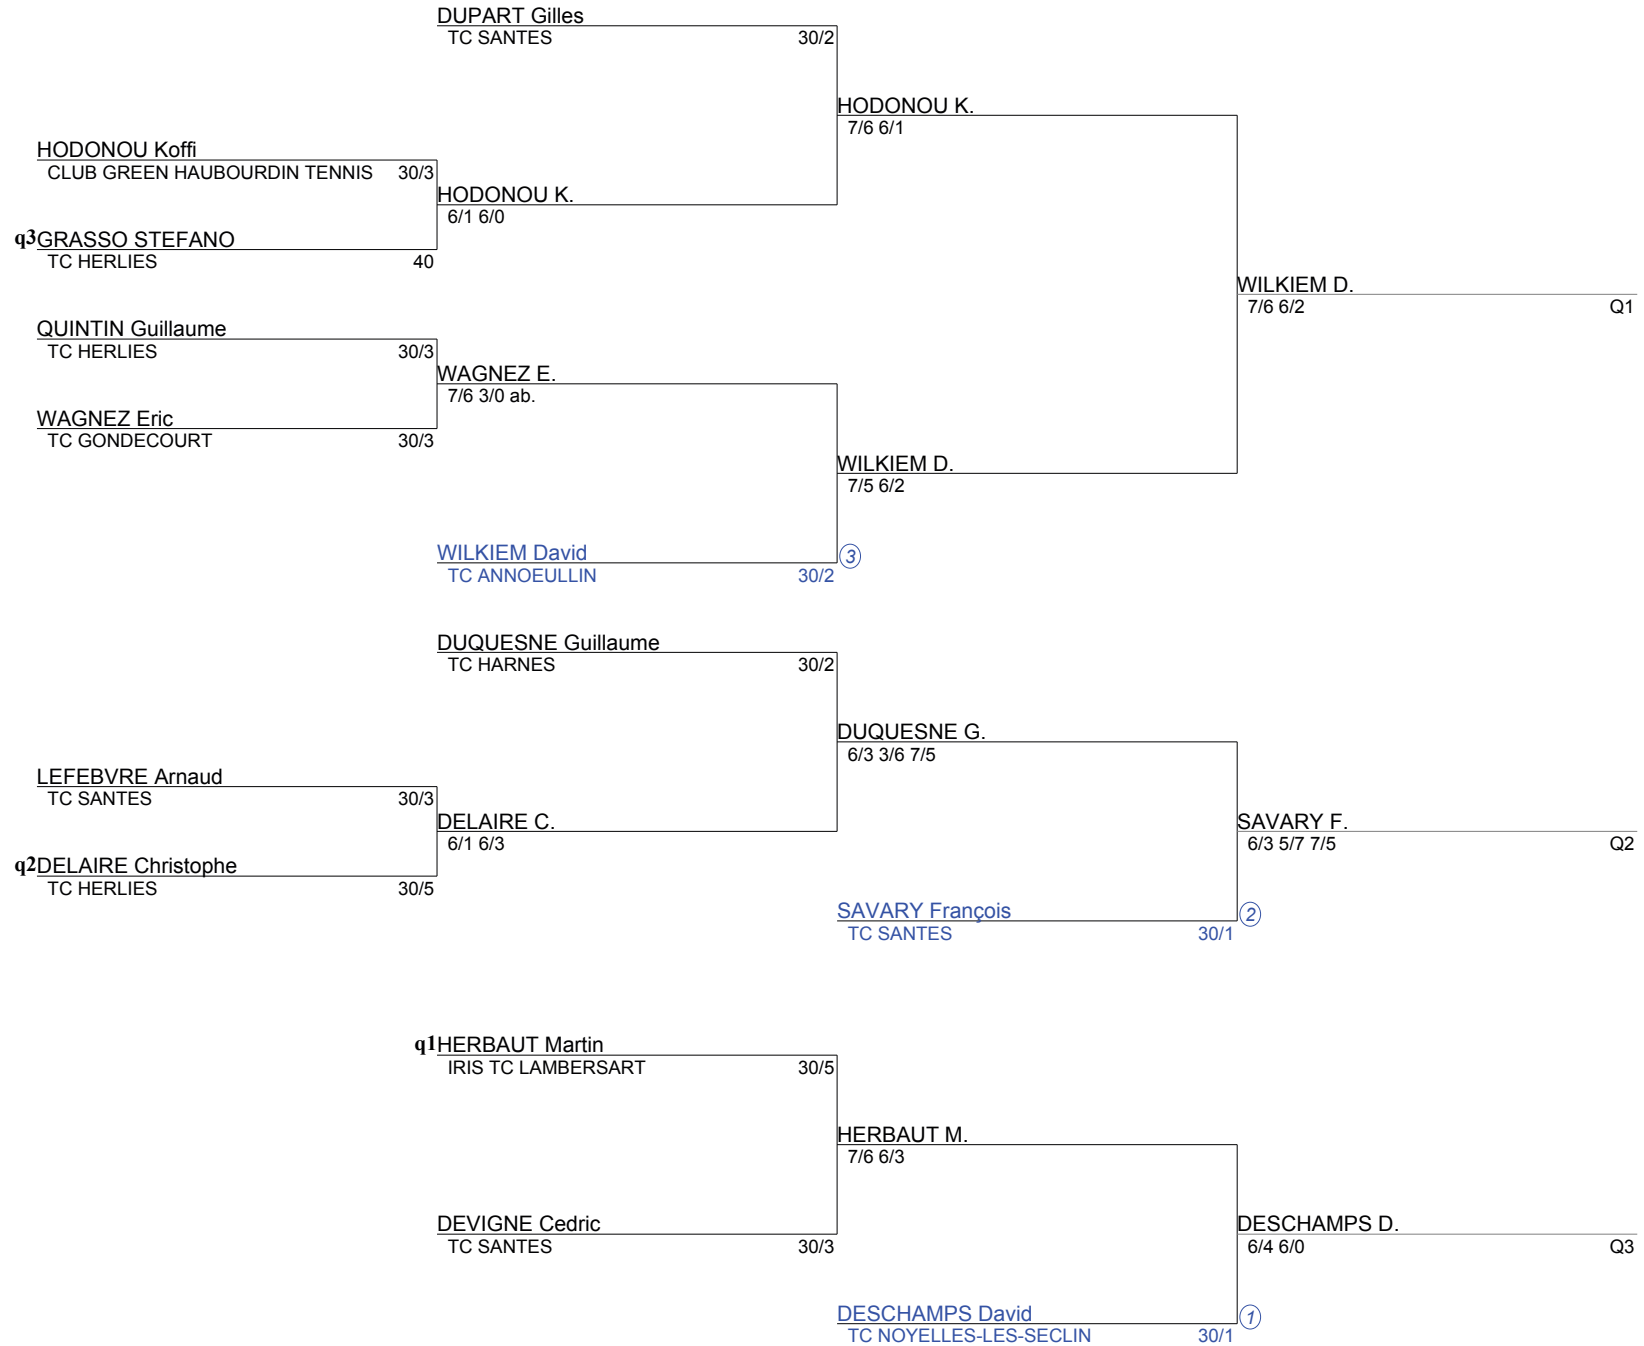 DUPART Gilles
TC SANTES 30/2
HODONOU K.
7/6 6/1
HODONOU Koffi
CLUB GREEN HAUBOURDIN TENNIS 30/3
HODONOU K.
6/1 6/0
q3 GRASSO STEFANO
TC HERLIES 40
WILKIEM D.
7/6 6/2 Q1
QUINTIN Guillaume
TC HERLIES 30/3
WAGNEZ E.
7/6 3/0 ab.
WAGNEZ Eric
TC GONDECOURT 30/3
WILKIEM D.
7/5 6/2
WILKIEM David 3
TC ANNOEULLIN 30/2
DUQUESNE Guillaume
TC HARNES 30/2
DUQUESNE G.
6/3 3/6 7/5
LEFEBVRE Arnaud
TC SANTES 30/3
DELAIRE C.
6/1 6/3
SAVARY F.
6/3 5/7 7/5 Q2
q2 DELAIRE Christophe
TC HERLIES 30/5
SAVARY François 2
TC SANTES 30/1
q1 HERBAUT Martin
IRIS TC LAMBERSART 30/5
HERBAUT M.
7/6 6/3
DEVIGNE Cedric
TC SANTES 30/3
DESCHAMPS D.
6/4 6/0 Q3
DESCHAMPS David 1
TC NOYELLES-LES-SECLIN 30/1